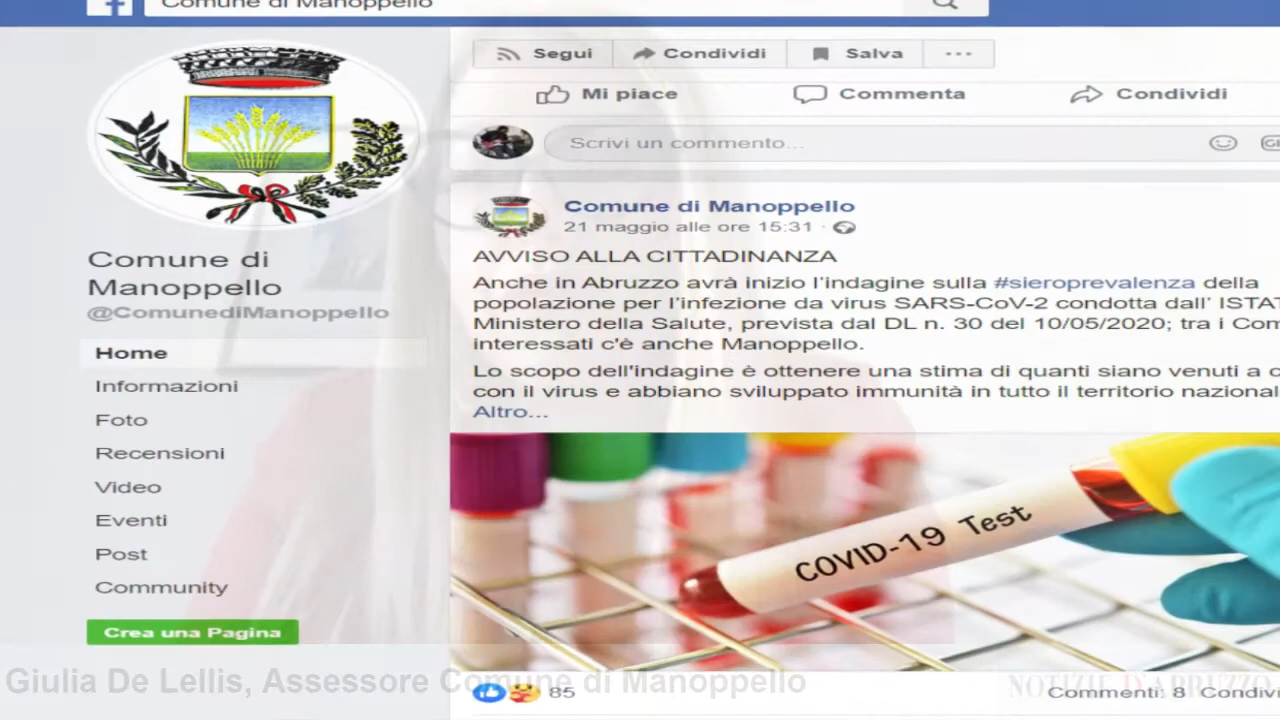 Comune di Manoppello
Segui Condividi Salva ...
Mi piace Commenta Condividi
Scrivi un commento...
Comune di Manoppello
21 maggio alle ore 15:31 ·
AVVISO ALLA CITTADINANZA
Anche in Abruzzo avrà inizio l'indagine sulla #sieroprevalenza della
popolazione per l'infezione da virus SARS-CoV-2 condotta dall' ISTAT
Ministero della Salute, prevista dal DL n. 30 del 10/05/2020; tra i Com
interessati c'è anche Manoppello.
Lo scopo dell'indagine è ottenere una stima di quanti siano venuti a c
con il virus e abbiano sviluppato immunità in tutto il territorio nazional
Altro...
Comune di
Manoppello
@ComunediManoppello
Home
Informazioni
Foto
Recensioni
Video
Eventi
Post
Community
Crea una Pagina
COVID-19 Test
85 Commenti: 8 Condivi
Giulia De Lellis, Assessore Comune di Manoppello
NOTIZIE D'ABRUZZO